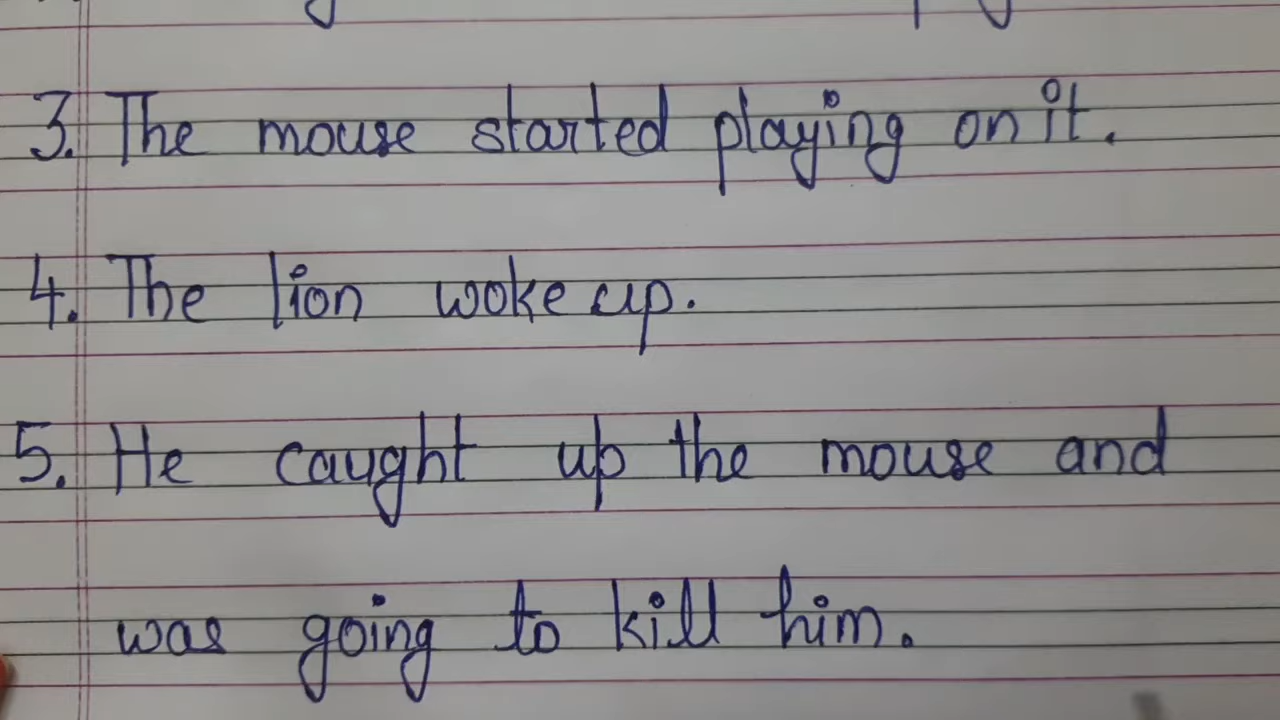 3. The mouse started playing on it.
4. The lion woke up.
5. He caught up the mouse and
was going to kill him.